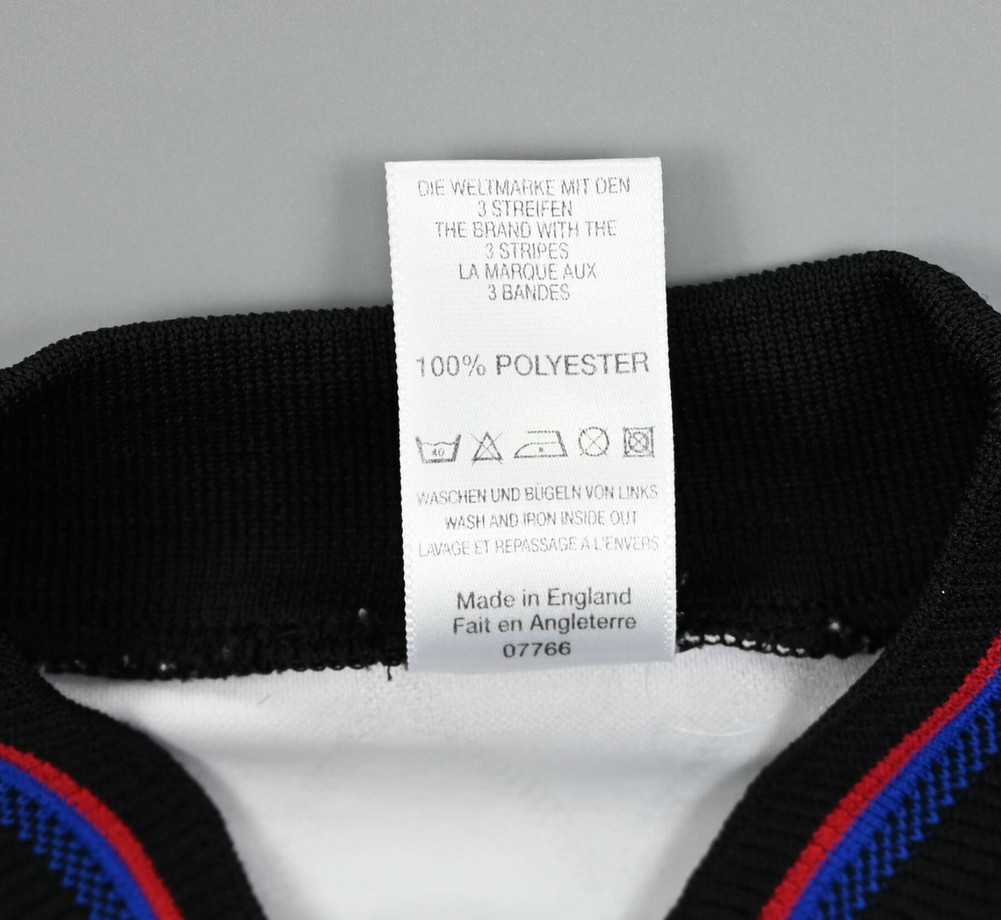 DIE WELTMARKE MIT DEN
3 STREIFEN
THE BRAND WITH THE
3 STRIPES
LA MARQUE AUX
3 BANDES
100% POLYESTER
40
WASCHEN UND BÜGELN VON LINKS
WASH AND IRON INSIDE OUT
LAVAGE ET REPASSAGE A L'ENVERS
Made in England
Fait en Angleterre
07766